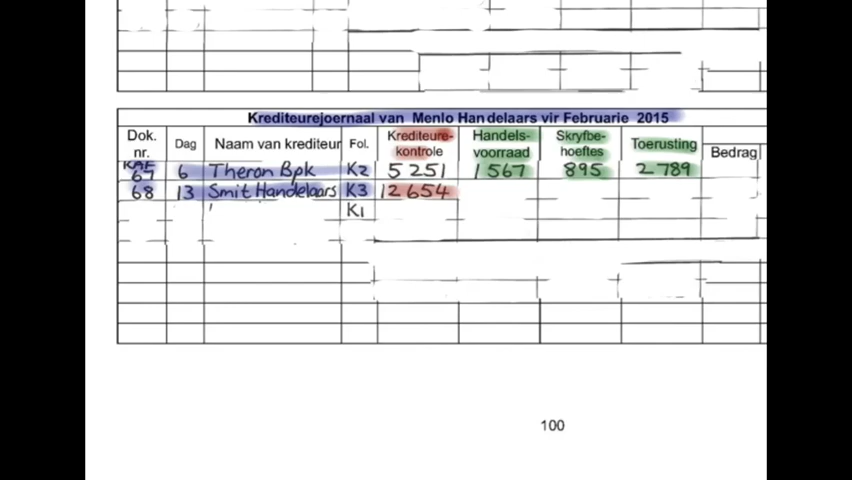 Krediteurejoernaal van Menlo Handelaars vir Februarie 2015
Dok. nr. Dag Naam van krediteur Fol. Krediteure-kontrole Handels-voorraad Skryfbe-hoeftes Toerusting Bedrag
KAF 67 6 Theron Bpk K2 5 251 1 567 895 2 789
68 13 Smit Handelaars K3 12 654
K1
100